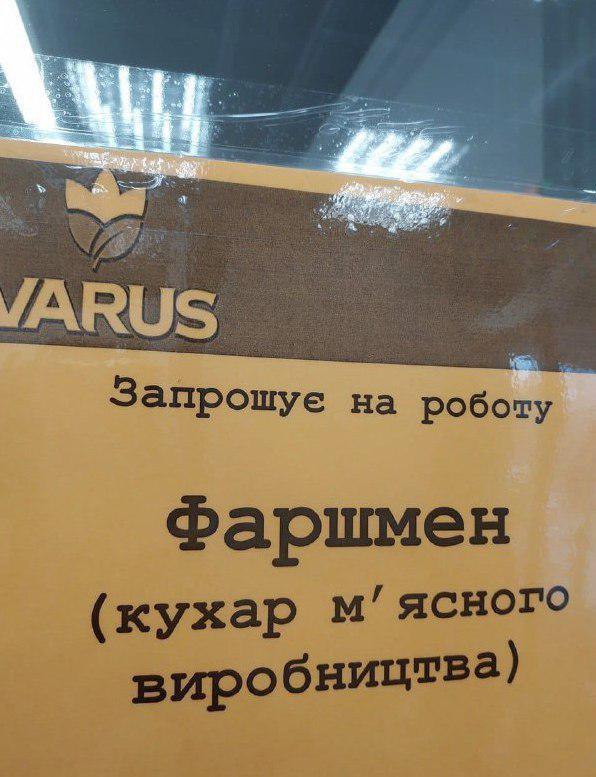 VARUS
Запрошує на роботу
Фаршмен
(кухар м'ясного
виробництва)